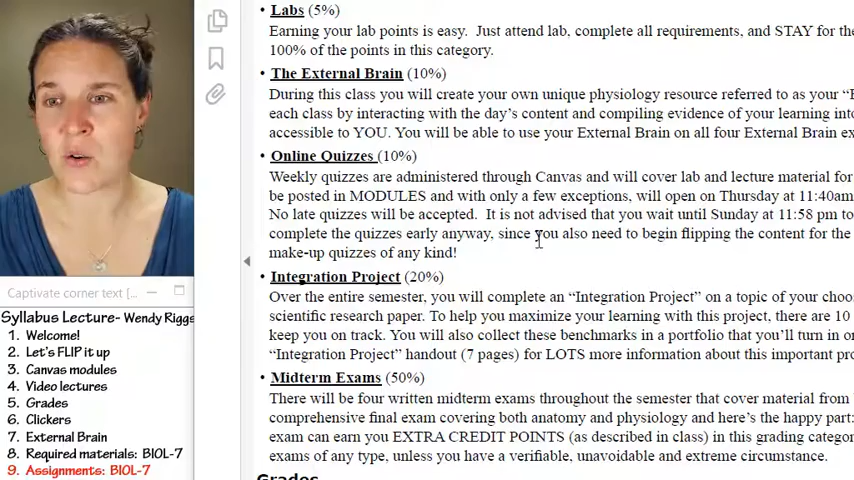 Labs (5%)
Earning your lab points is easy.  Just attend lab, complete all requirements, and STAY for the
100% of the points in this category.
The External Brain (10%)
During this class you will create your own unique physiology resource referred to as your
each class by interacting with the day's content and compiling evidence of your learning
accessible to YOU. You will be able to use your External Brain on all four External Brain
Online Quizzes (10%)
Weekly quizzes are administered through Canvas and will cover lab and lecture material for
be posted in MODULES and with only a few exceptions, will open on Thursday at 11:40am
No late quizzes will be accepted.  It is not advised that you wait until Sunday at 11:58 pm to
complete the quizzes early anyway, since you also need to begin flipping the content for the
make-up quizzes of any kind!
Integration Project (20%)
Over the entire semester, you will complete an “Integration Project” on a topic of your
scientific research paper. To help you maximize your learning with this project, there are 10
keep you on track. You will also collect these benchmarks in a portfolio that you'll turn in
“Integration Project” handout (7 pages) for LOTS more information about this important
Midterm Exams (50%)
There will be four written midterm exams throughout the semester that cover material from
comprehensive final exam covering both anatomy and physiology and here's the happy part:
exam can earn you EXTRA CREDIT POINTS (as described in class) in this grading
exams of any type, unless you have a verifiable, unavoidable and extreme circumstance.
Grades
Captivate corner text [...
Syllabus Lecture- Wendy Riggs
1. Welcome!
2. Let's FLIP it up
3. Canvas modules
4. Video lectures
5. Grades
6. Clickers
7. External Brain
8. Required materials: BIOL-7
9. Assignments: BIOL-7